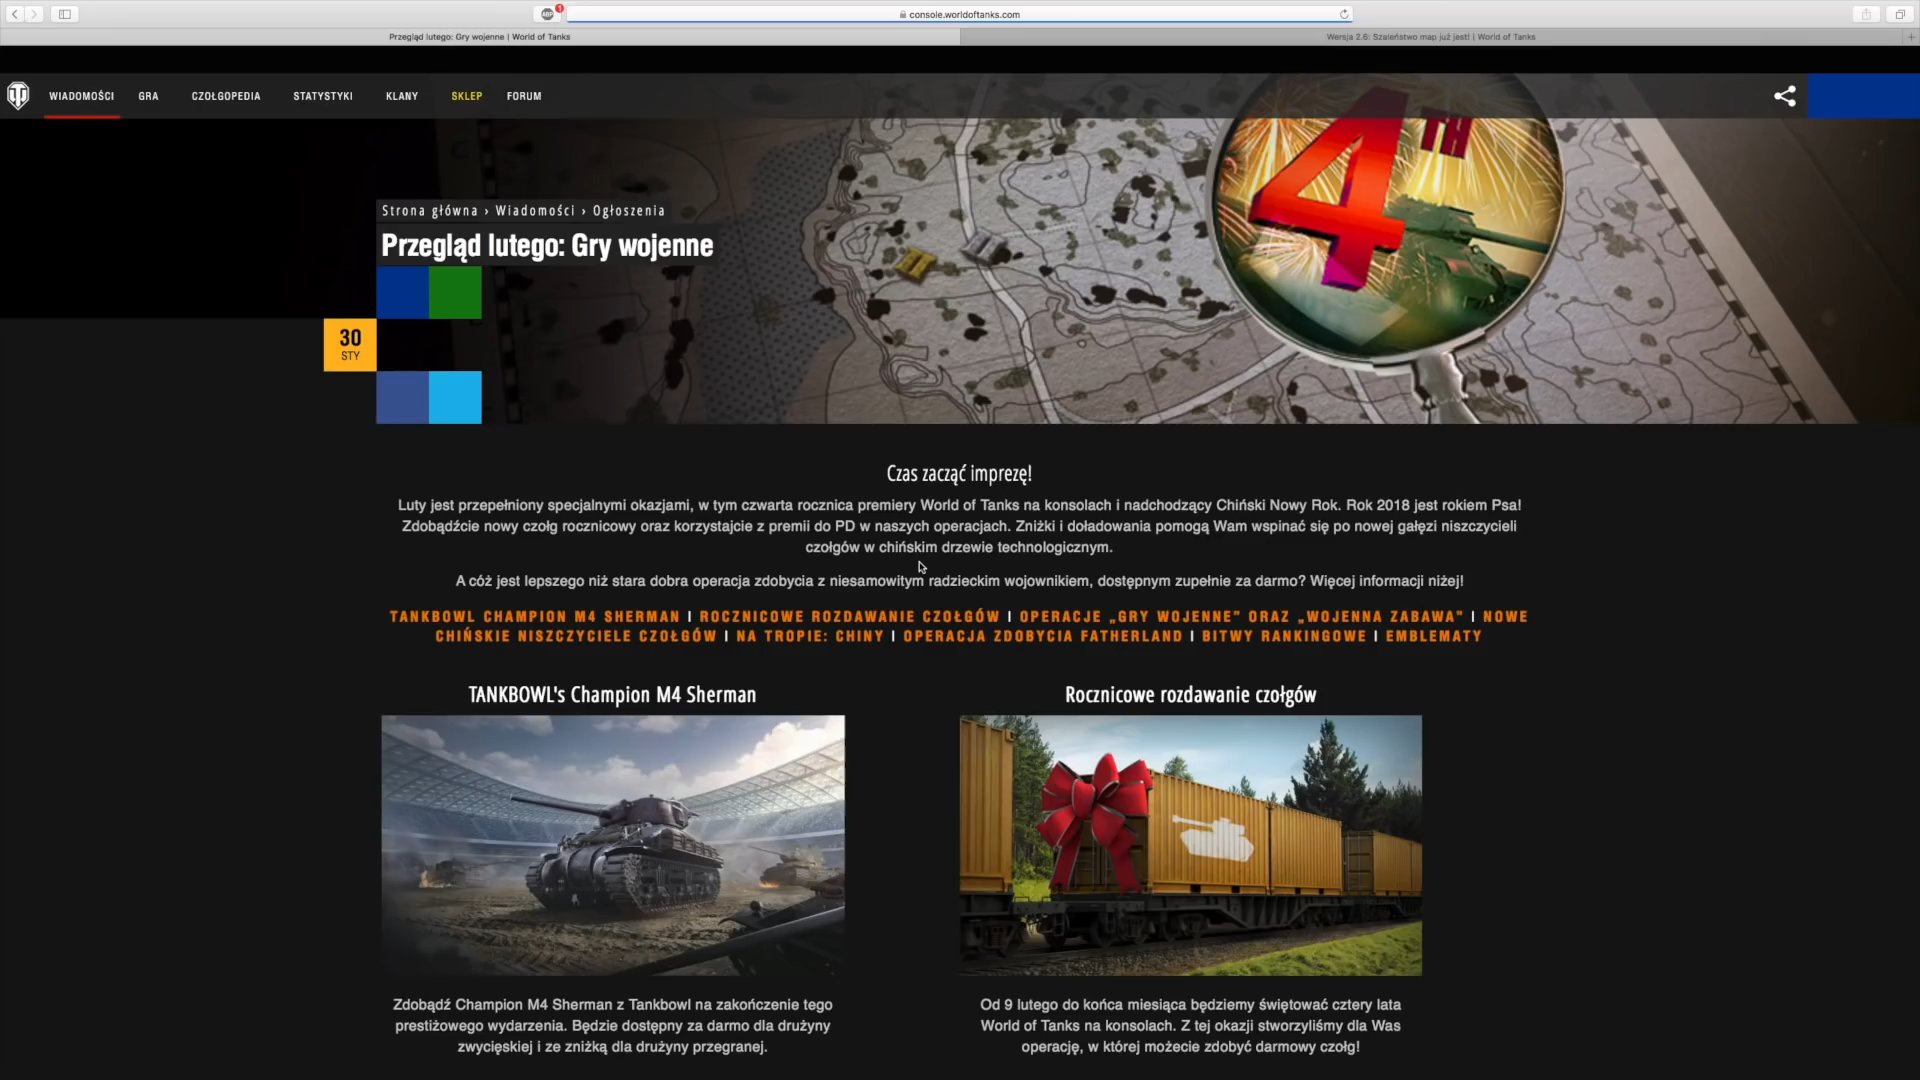 ABP
1
console.worldoftanks.com
Przegląd lutego: Gry wojenne | World of Tanks
Wersja 2.6: Szaleństwo map już jest! | World of Tanks
WIADOMOŚCI
GRA
CZOŁGOPEDIA
STATYSTYKI
KLANY
SKLEP
FORUM
4TH
Strona główna › Wiadomości › Ogłoszenia
Przegląd lutego: Gry wojenne
30
STY
Czas zacząć imprezę!
Luty jest przepełniony specjalnymi okazjami, w tym czwarta rocznica premiery World of Tanks na konsolach i nadchodzący Chiński Nowy Rok. Rok 2018 jest rokiem Psa!
Zdobądźcie nowy czołg rocznicowy oraz korzystajcie z premii do PD w naszych operacjach. Zniżki i doładowania pomogą Wam wspinać się po nowej gałęzi niszczycieli
czołgów w chińskim drzewie technologicznym.
A cóż jest lepszego niż stara dobra operacja zdobycia z niesamowitym radzieckim wojownikiem, dostępnym zupełnie za darmo? Więcej informacji niżej!
TANKBOWL CHAMPION M4 SHERMAN | ROCZNICOWE ROZDAWANIE CZOŁGÓW | OPERACJE „GRY WOJENNE” ORAZ „WOJENNA ZABAWA” | NOWE
CHIŃSKIE NISZCZYCIELE CZOŁGÓW | NA TROPIE: CHINY | OPERACJA ZDOBYCIA FATHERLAND | BITWY RANKINGOWE | EMBLEMATY
TANKBOWL's Champion M4 Sherman
Zdobądź Champion M4 Sherman z Tankbowl na zakończenie tego
prestiżowego wydarzenia. Będzie dostępny za darmo dla drużyny
zwycięskiej i ze zniżką dla drużyny przegranej.
Rocznicowe rozdawanie czołgów
Od 9 lutego do końca miesiąca będziemy świętować cztery lata
World of Tanks na konsolach. Z tej okazji stworzyliśmy dla Was
operację, w której możecie zdobyć darmowy czołg!